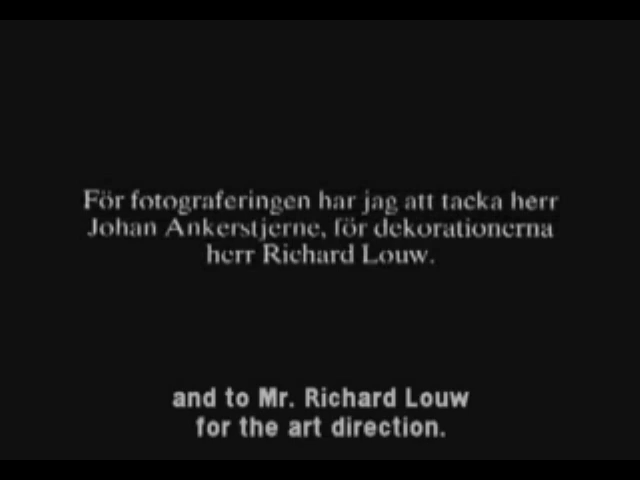 För fotograferingen har jag att tacka herr
Johan Ankerstjerne, för dekorationerna
herr Richard Louw.
and to Mr. Richard Louw
for the art direction.